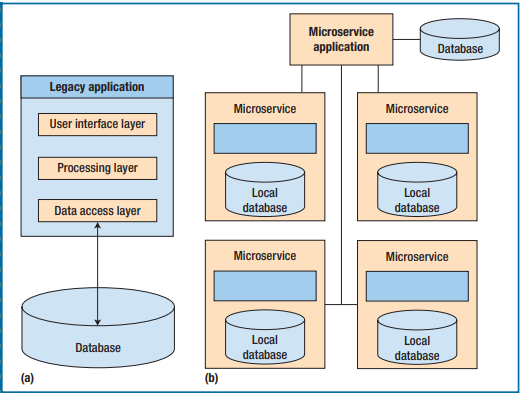 Legacy application
User interface layer
Processing layer
Data access layer
Database
(a)
Microservice
application
Database
Microservice
Local
database
Microservice
Local
database
Microservice
Local
database
Microservice
Local
database
(b)